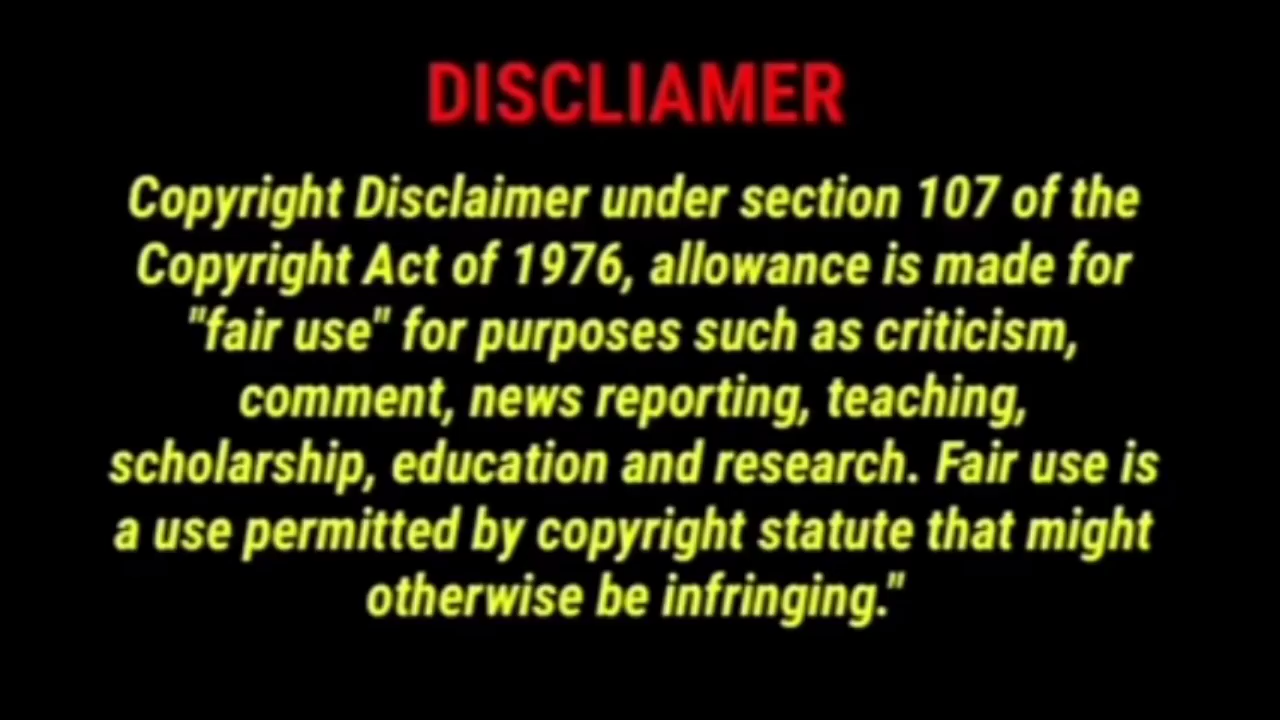 DISCLIAMER
Copyright Disclaimer under section 107 of the
Copyright Act of 1976, allowance is made for
"fair use" for purposes such as criticism,
comment, news reporting, teaching,
scholarship, education and research. Fair use is
a use permitted by copyright statute that might
otherwise be infringing."